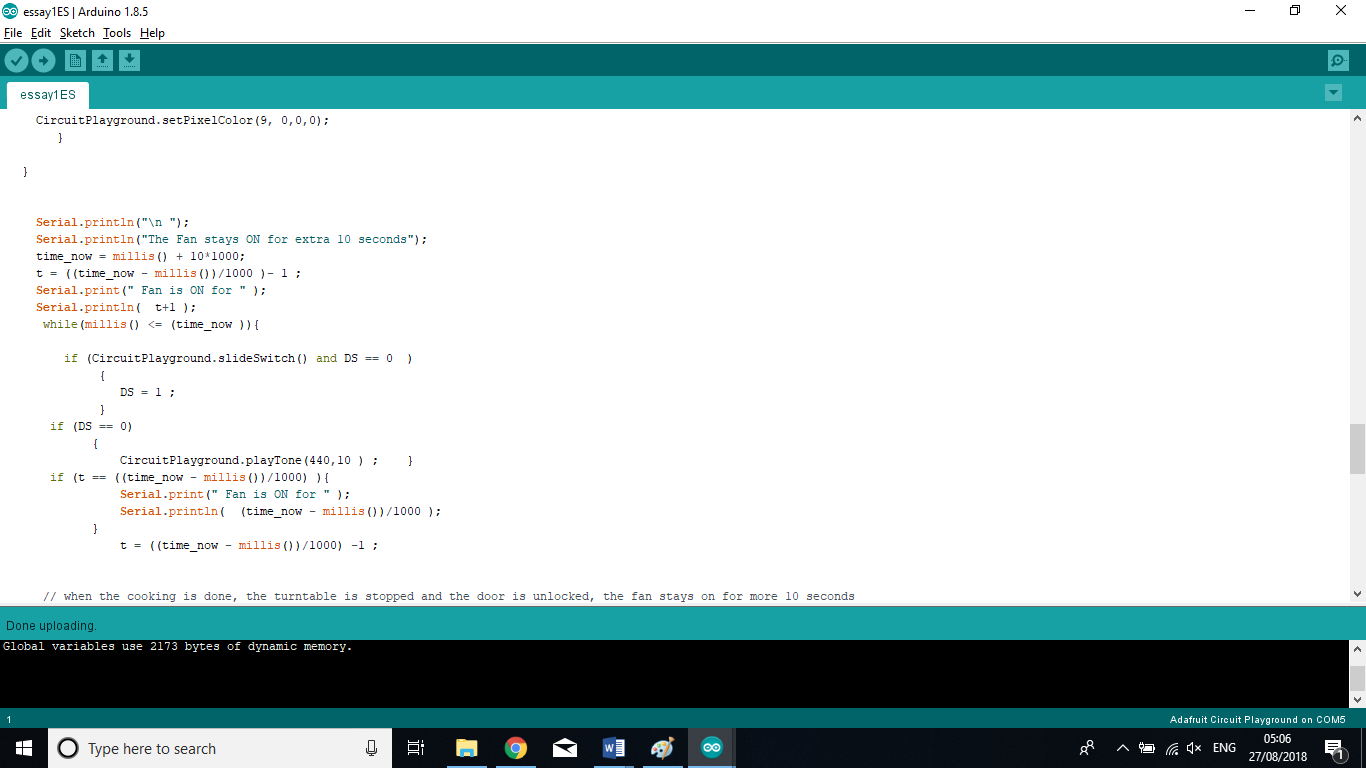 essay1ES | Arduino 1.8.5
File Edit Sketch Tools Help
essay1ES
CircuitPlayground.setPixelColor(9, 0,0,0);
}
}
Serial.println("\n ");
Serial.println("The Fan stays ON for extra 10 seconds");
time_now = millis() + 10*1000;
t = ((time_now - millis())/1000 )- 1 ;
Serial.print(" Fan is ON for " );
Serial.println(  t+1 );
while(millis() <= (time_now )){
if (CircuitPlayground.slideSwitch() and DS == 0  )
{
DS = 1 ;
}
if (DS == 0)
{
CircuitPlayground.playTone(440,10 ) ;    }
if (t == ((time_now - millis())/1000) ){
Serial.print(" Fan is ON for " );
Serial.println(  (time_now - millis())/1000 );
}
t = ((time_now - millis())/1000) -1 ;
// when the cooking is done, the turntable is stopped and the door is unlocked, the fan stays on for more 10 seconds
Done uploading.
Global variables use 2173 bytes of dynamic memory.
1 Adafruit Circuit Playground on COM5
Type here to search
ENG
05:06
27/08/2018
1